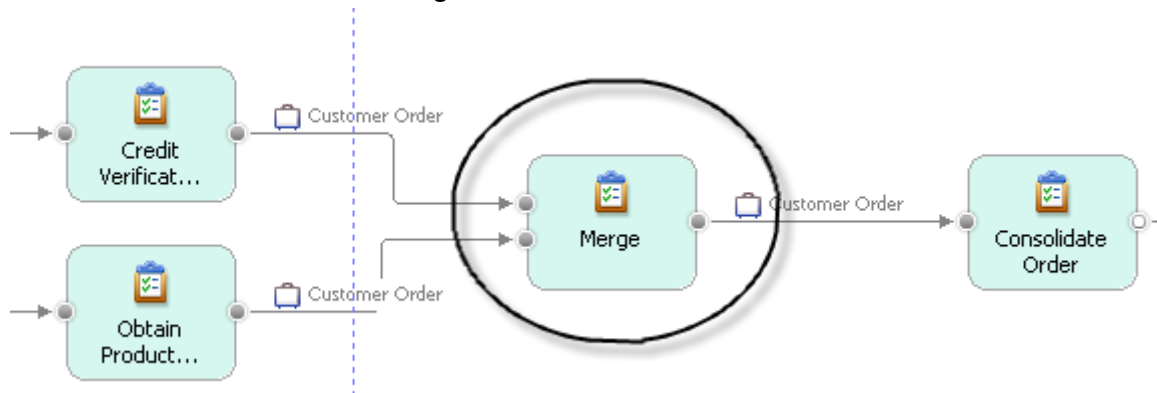 Customer Order
Credit
Verificat...
Customer Order
Merge
Consolidate
Order
Customer Order
Obtain
Product...